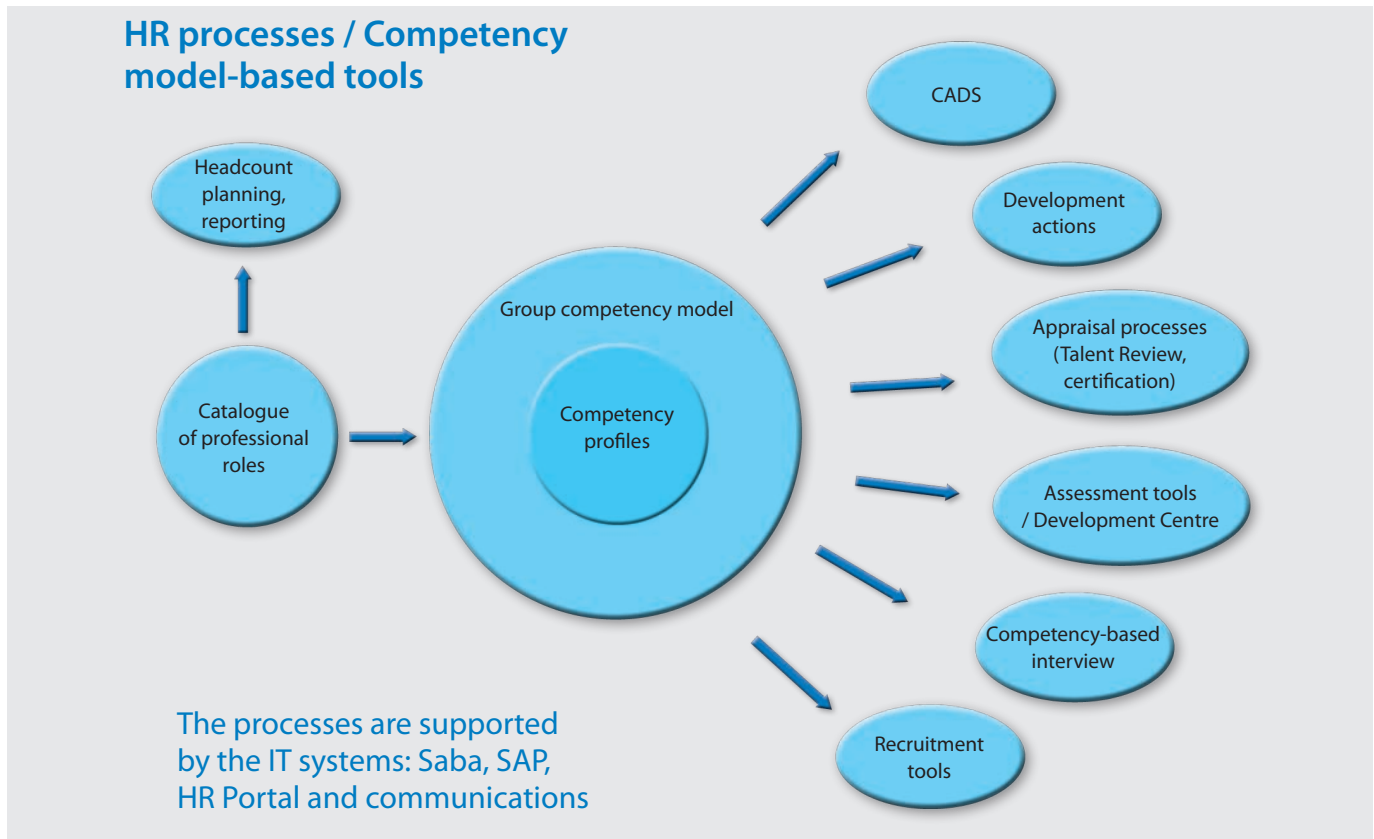 HR processes / Competency
model-based tools
CADS
Headcount
planning,
reporting
Development
actions
Group competency model
Appraisal processes
(Talent Review,
certification)
Catalogue
of professional
roles
Competency
profiles
Assessment tools
/ Development Centre
Competency-based
interview
The processes are supported
by the IT systems: Saba, SAP,
HR Portal and communications
Recruitment
tools